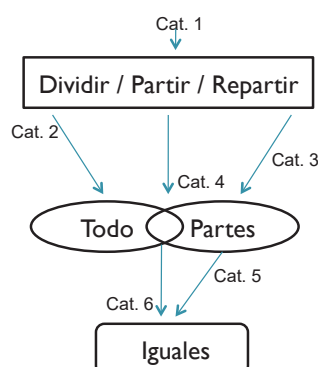 Cat. 1
Dividir / Partir / Repartir
Cat. 2
Cat. 3
Cat. 4
Todo
Partes
Cat. 5
Cat. 6
Iguales